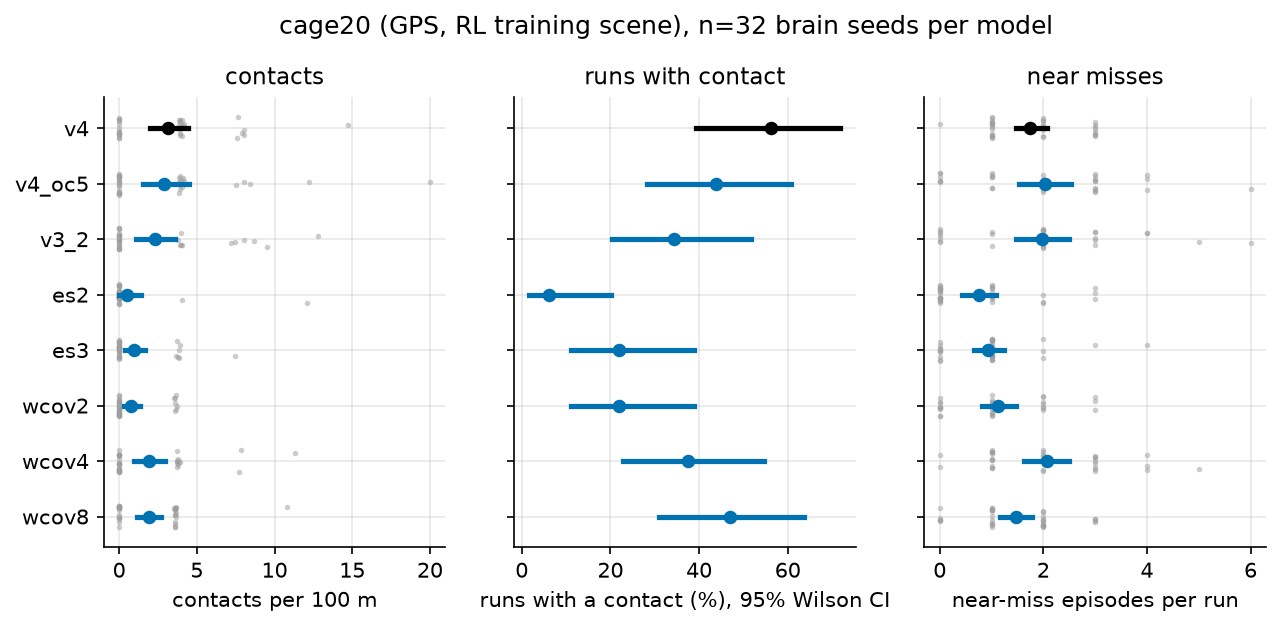 cage20 (GPS, RL training scene), n=32 brain seeds per model
contacts
runs with contact
near misses
v4
v4_oc5
v3_2
es2
es3
wcov2
wcov4
wcov8
0 5 10 15 20
0 20 40 60
0 2 4 6
contacts per 100 m
runs with a contact (%), 95% Wilson CI
near-miss episodes per run